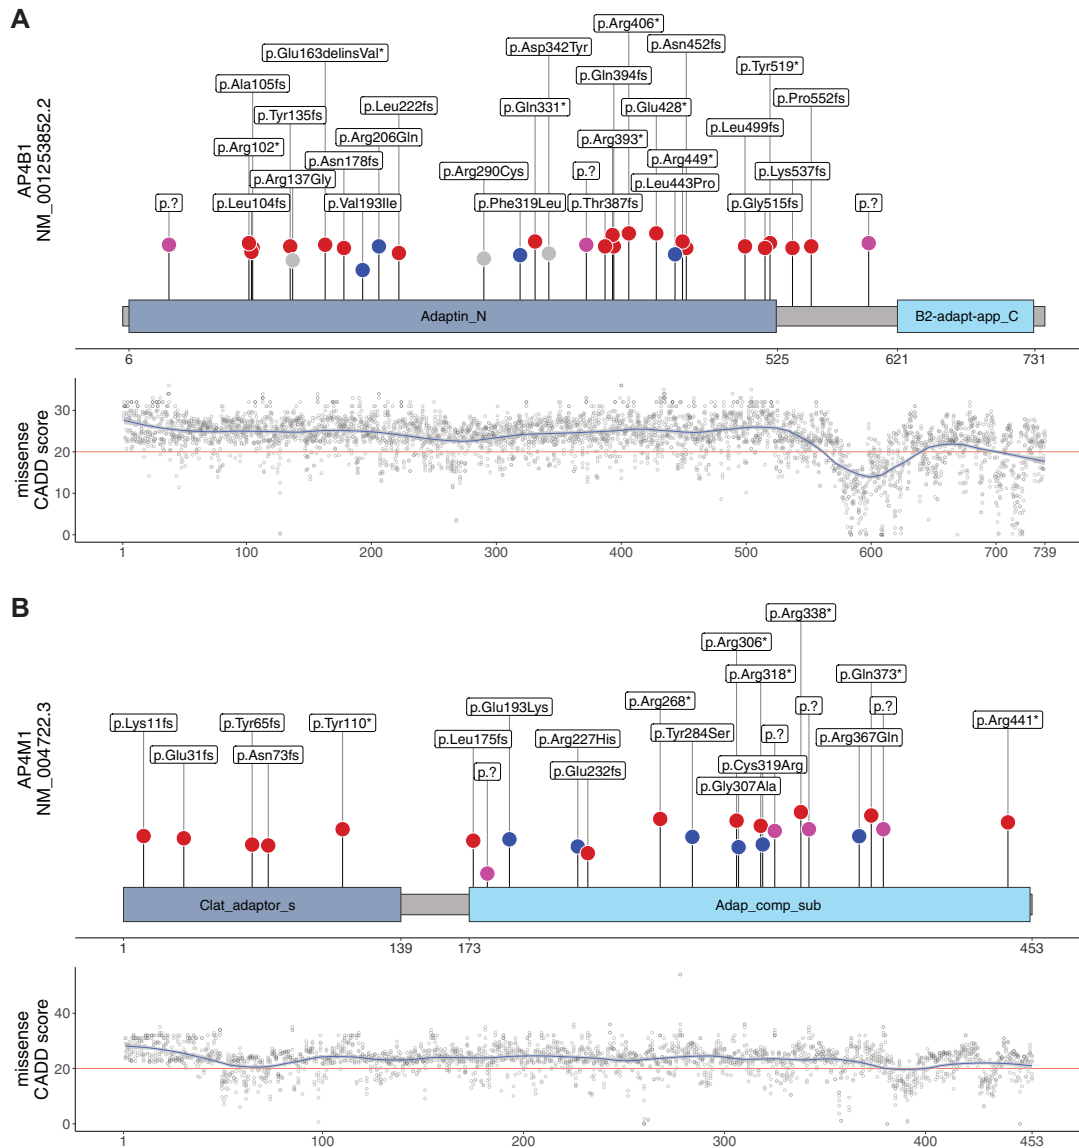 A
p.Arg406*
p.Glu163delinsVal*
p.Asp342Tyr
p.Asn452fs
p.Ala105fs
p.Gln394fs
p.Tyr519*
p.Tyr135fs
p.Leu222fs
p.Gln331*
p.Glu428*
p.Pro552fs
p.Arg102*
p.Arg206Gln
p.Arg393*
p.Leu499fs
p.Asn178fs
p.Arg449*
p.Arg137Gly
p.Arg290Cys
p.?
p.Leu443Pro
p.Lys537fs
p.?
p.Leu104fs
p.Val193Ile
p.Phe319Leu
p.Thr387fs
p.Gly515fs
p.?
AP4B1
NM_001253852.2
Adaptin_N
B2-adapt-app_C
6 525 621 731
missense
CADD score
30
20
10
0
1 100 200 300 400 500 600 700 739
B
p.Arg338*
p.Arg306*
p.Arg318*
p.Gln373*
p.Glu193Lys
p.Arg268*
p.?
p.?
p.Lys11fs
p.Tyr65fs
p.Tyr110*
p.Arg441*
p.Leu175fs
p.Arg227His
p.Tyr284Ser
p.?
p.Arg367Gln
p.Glu31fs
p.Asn73fs
p.?
p.Glu232fs
p.Cys319Arg
p.Gly307Ala
AP4M1
NM_004722.3
Clat_adaptor_s
Adap_comp_sub
1 139 173 453
missense
CADD score
40
20
0
1 100 200 300 400 453